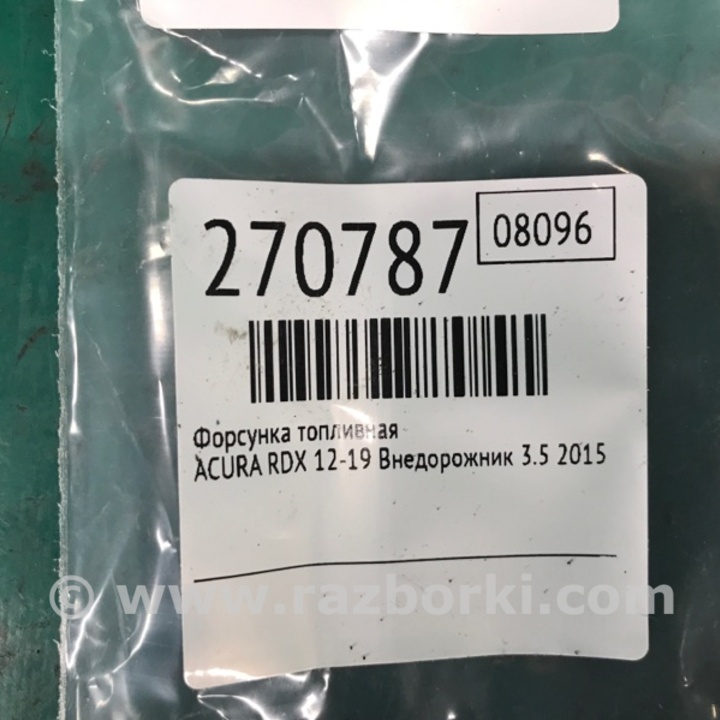 270787
08096
Форсунка топливная
ACURA RDX 12-19 Внедорожник 3.5 2015
© www.razborki.com